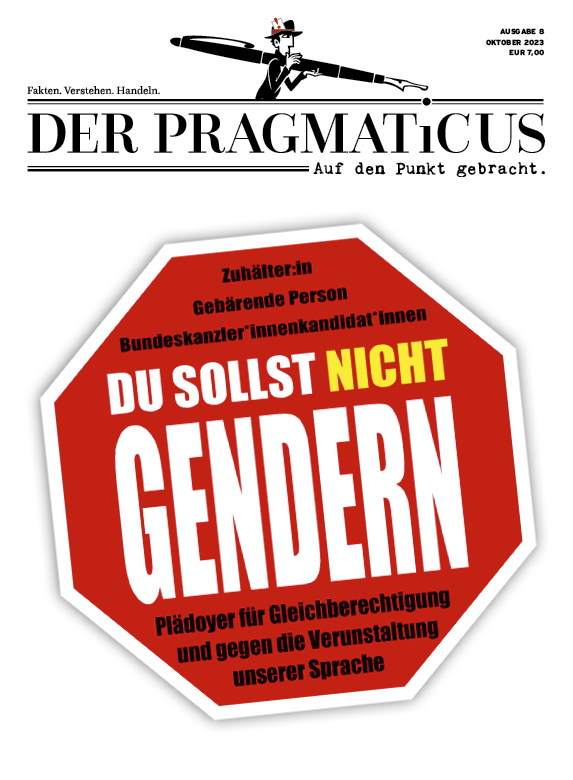 AUSGABE 8
OKTOBER 2023
EUR 7,00
Fakten. Verstehen. Handeln.
DER PRAGMATiCUS
Auf den Punkt gebracht.
Zuhälter:in
Gebärende Person
Bundeskanzler*innenkandidat*innen
DU SOLLST NICHT
GENDERN
Plädoyer für Gleichberechtigung
und gegen die Verunstaltung
unserer Sprache